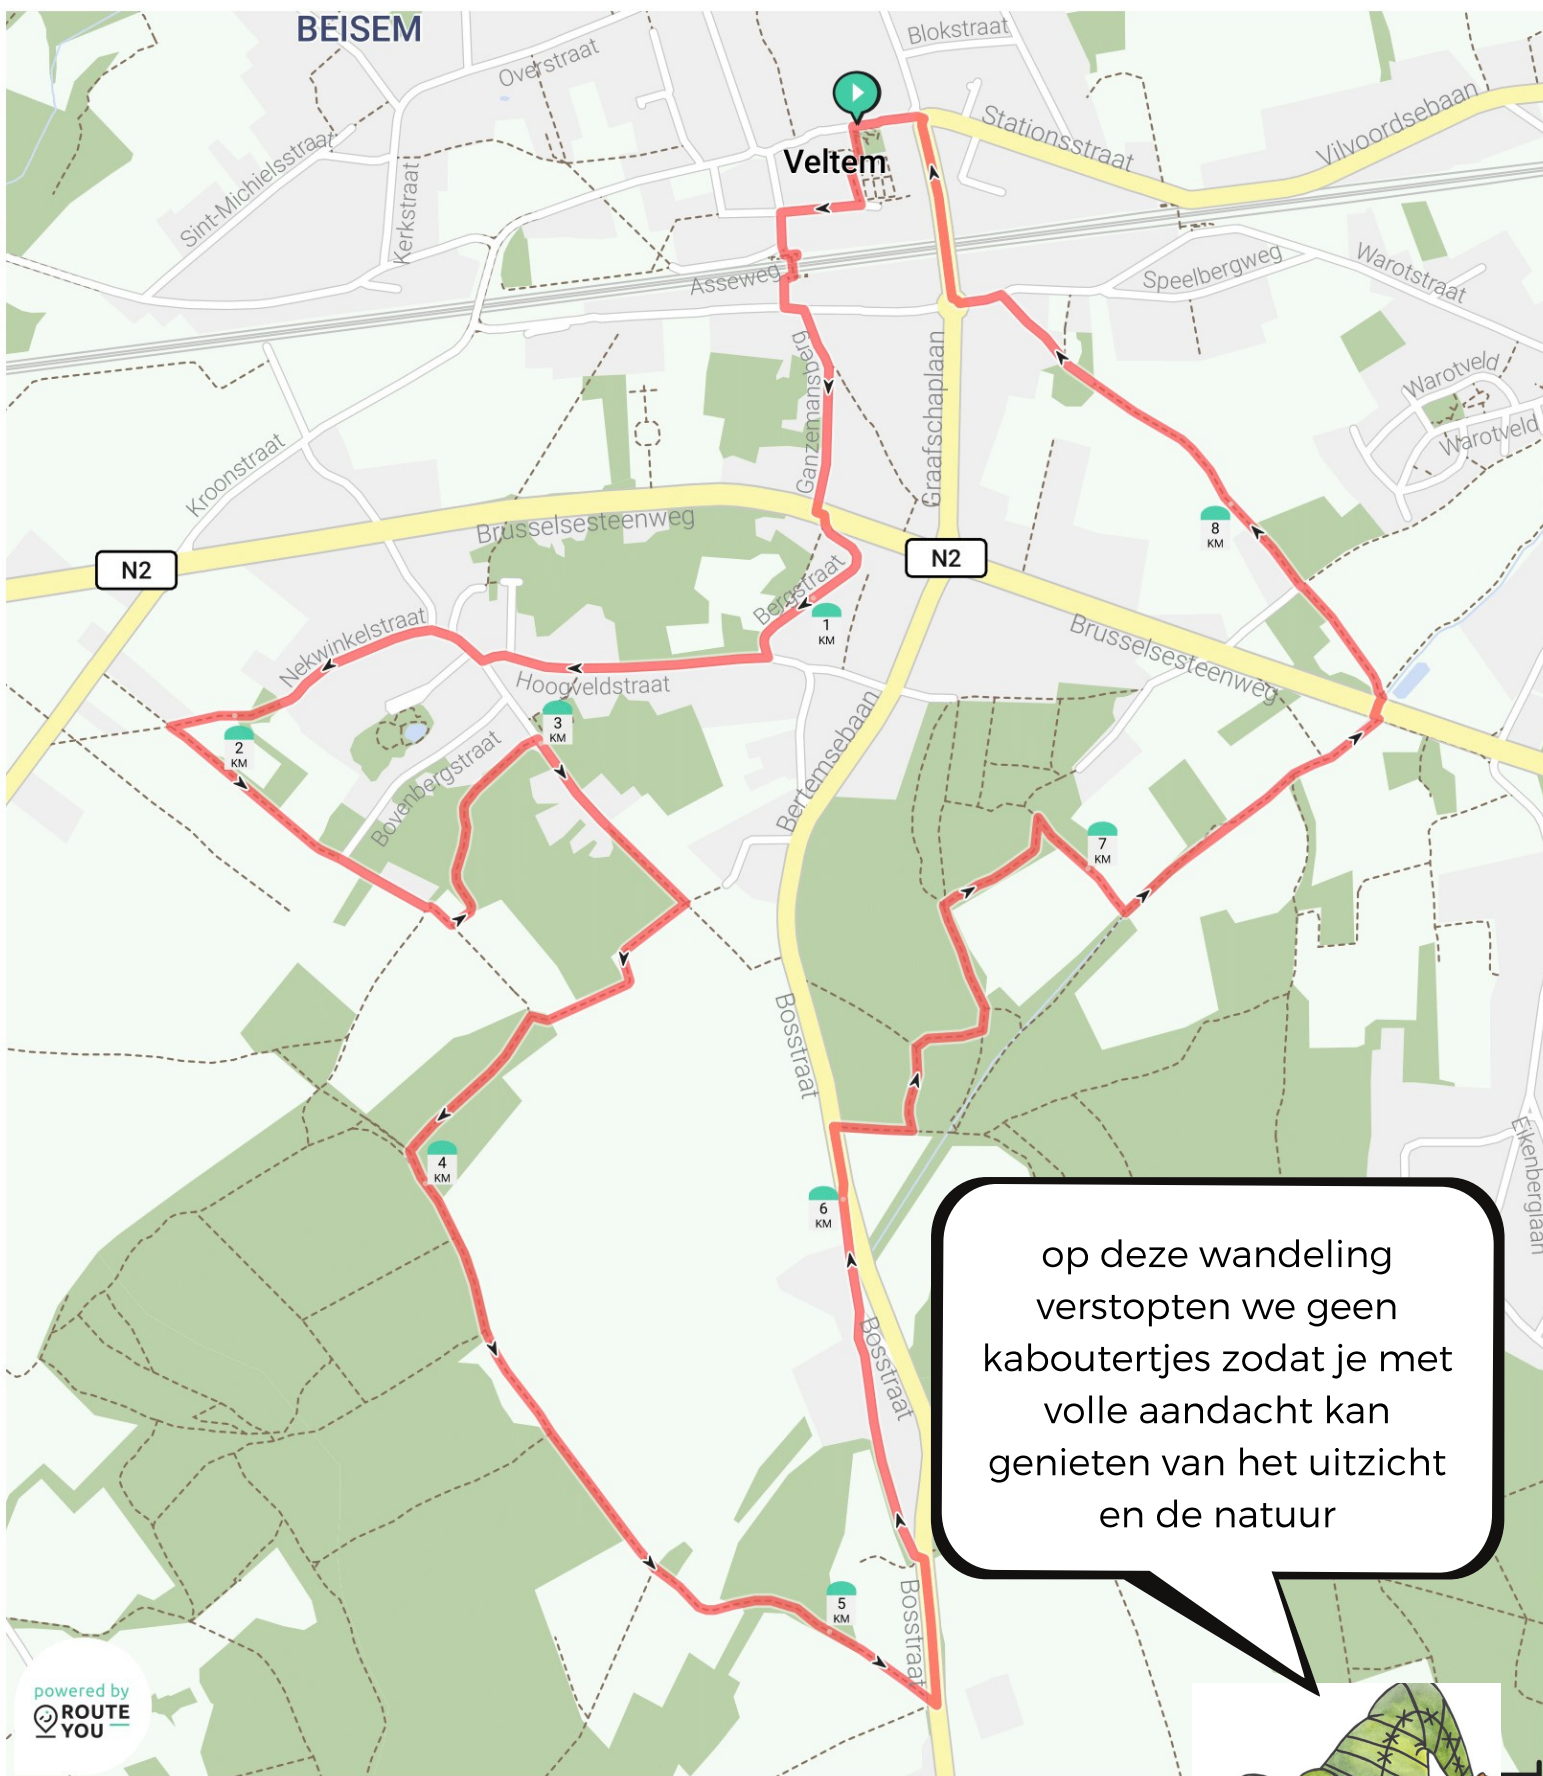 BEISEM
Blokstraat
Overstraat
Stationsstraat
Vilvoordsebaan
Veltem
Sint-Michielsstraat
Kerkstraat
Asseweg
Speelbergweg
Warotstraat
Ganzemansberg
Graafschaplaan
Warotveld
Warotveld
Kroonstraat
Brusselsesteenweg
8
KM
N2
N2
Bergstraat
1
KM
Nekwinkelstraat
Brusselsesteenweg
Hoogveldstraat
3
KM
2
KM
Bovenbergstraat
Bertemsebaan
7
KM
Bosstraat
4
KM
Eikenberglaan
6
KM
op deze wandeling
verstopten we geen
kaboutertjes zodat je met
volle aandacht kan
genieten van het uitzicht
en de natuur
Bosstraat
5
KM
Bosstraat
powered by
ROUTE
YOU